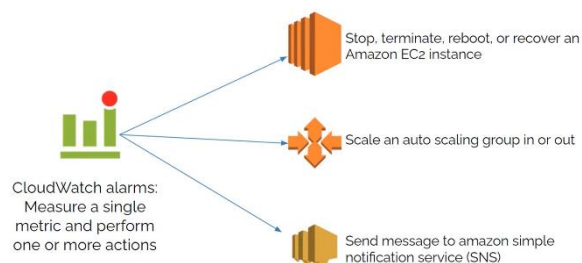 Stop, terminate, reboot, or recover an
Amazon EC2 instance
Scale an auto scaling group in or out
CloudWatch alarms:
Measure a single
metric and perform
one or more actions
Send message to amazon simple
notification service (SNS)